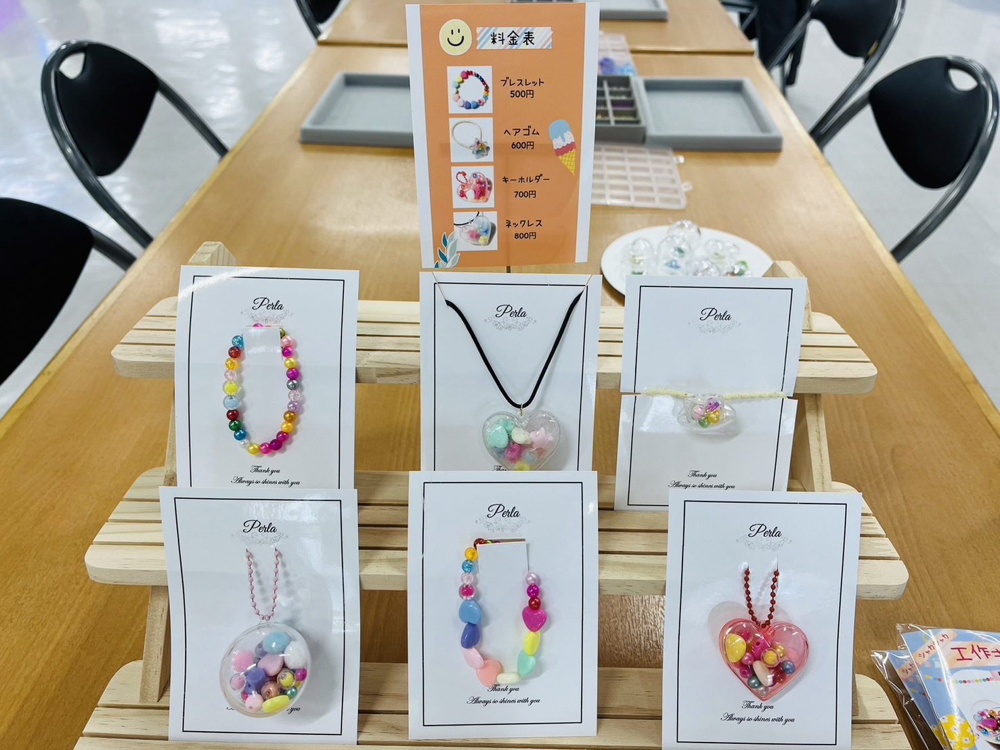 料金表
ブレスレット
500円
ヘアゴム
600円
キーホルダー
700円
ネックレス
800円
Perla
Thank you
Always so shines with you
Perla
Perla
Thank you
Always so shines with you
Perla
you
Perla
Thank you
Always so shines with you
Perla
Thank you
Always so shines with you
シャカシャカ
工作キ